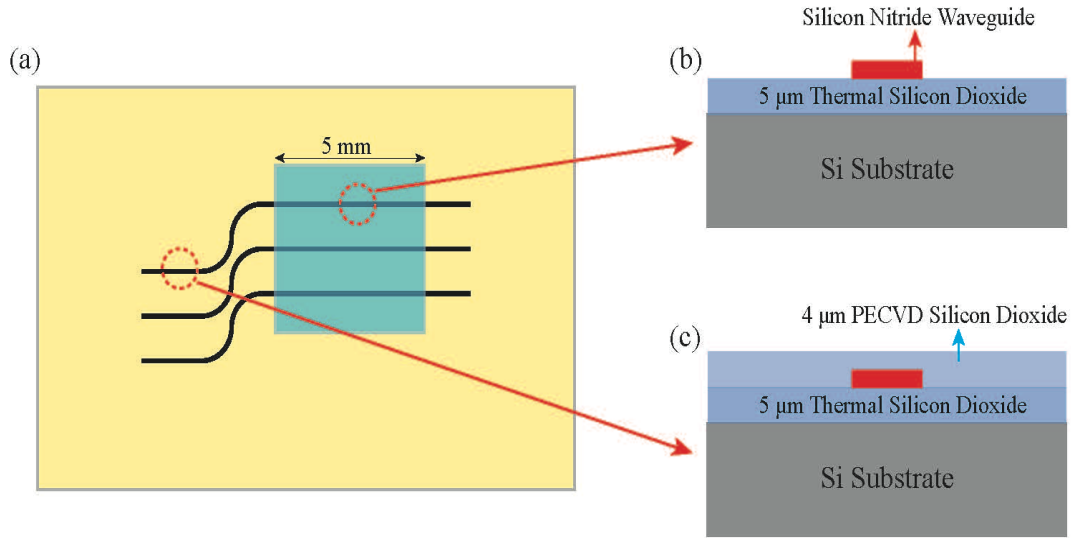 (a)
5 mm
Silicon Nitride Waveguide
(b)
5 μm Thermal Silicon Dioxide
Si Substrate
4 μm PECVD Silicon Dioxide
(c)
5 μm Thermal Silicon Dioxide
Si Substrate